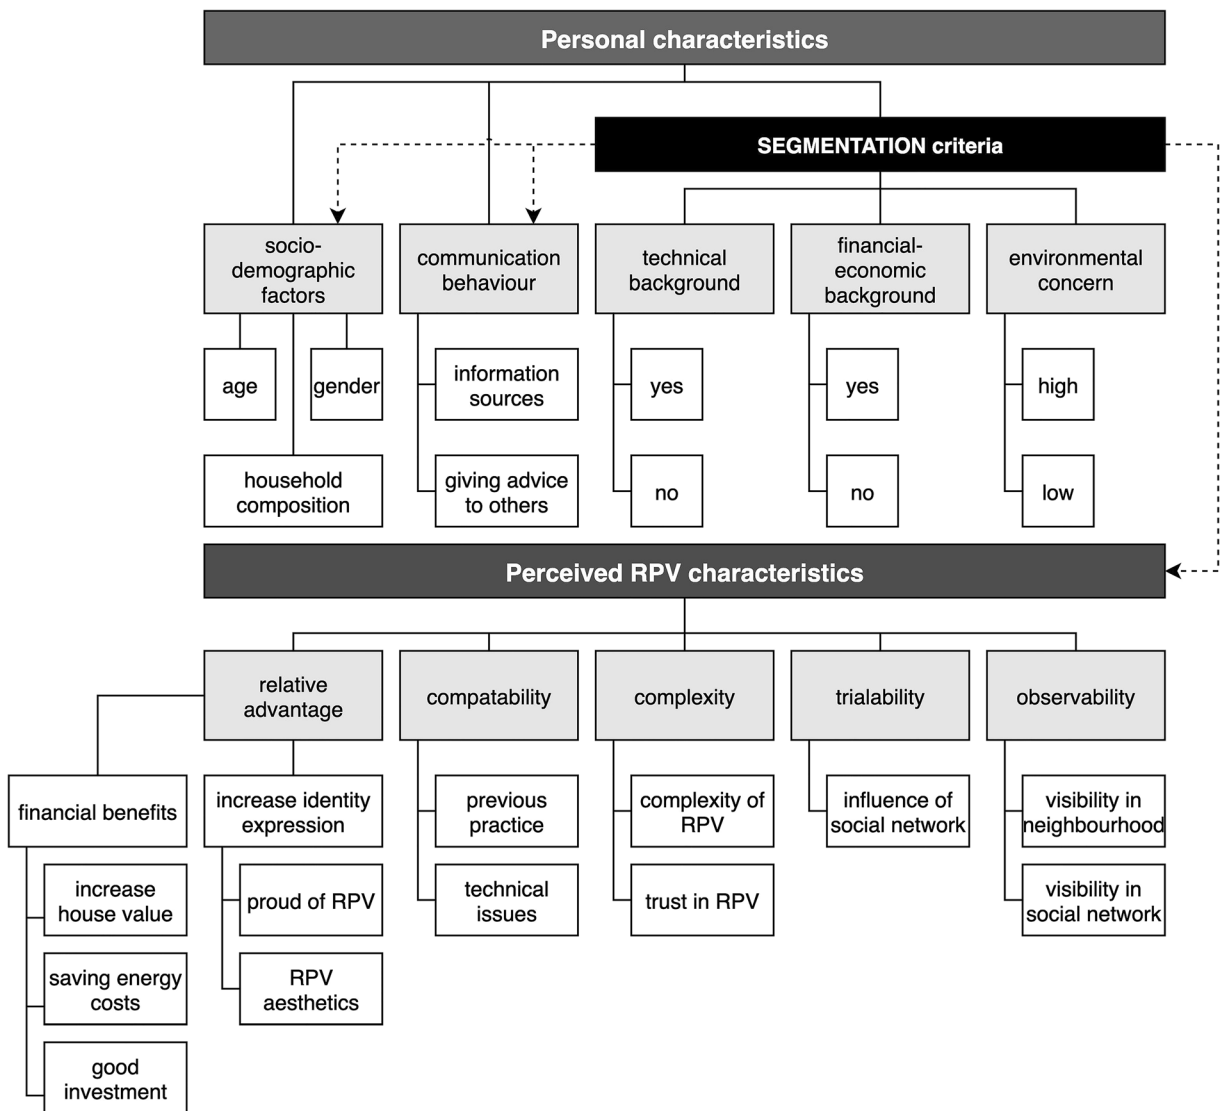 Personal characteristics
SEGMENTATION criteria
socio-
demographic
factors
communication
behaviour
technical
background
financial-
economic
background
environmental
concern
age
gender
information
sources
yes
yes
high
household
composition
giving advice
to others
no
no
low
Perceived RPV characteristics
relative
advantage
compatability
complexity
trialability
observability
financial benefits
increase identity
expression
previous
practice
complexity of
RPV
influence of
social network
visibility in
neighbourhood
increase
house value
proud of RPV
technical
issues
trust in RPV
visibility in
social network
saving energy
costs
RPV
aesthetics
good
investment